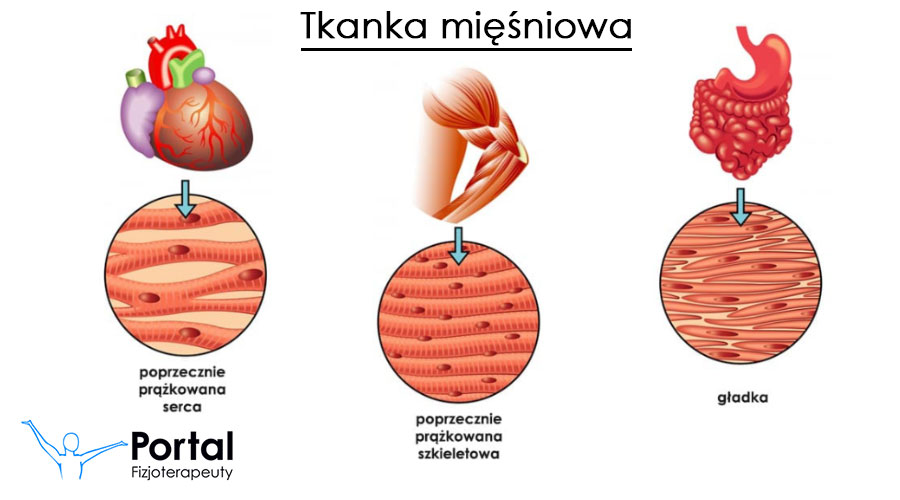 Tkanka mięśniowa
poprzecznie
prążkowana
serca
poprzecznie
prążkowana
szkieletowa
gładka
Portal
Fizjoterapeuty